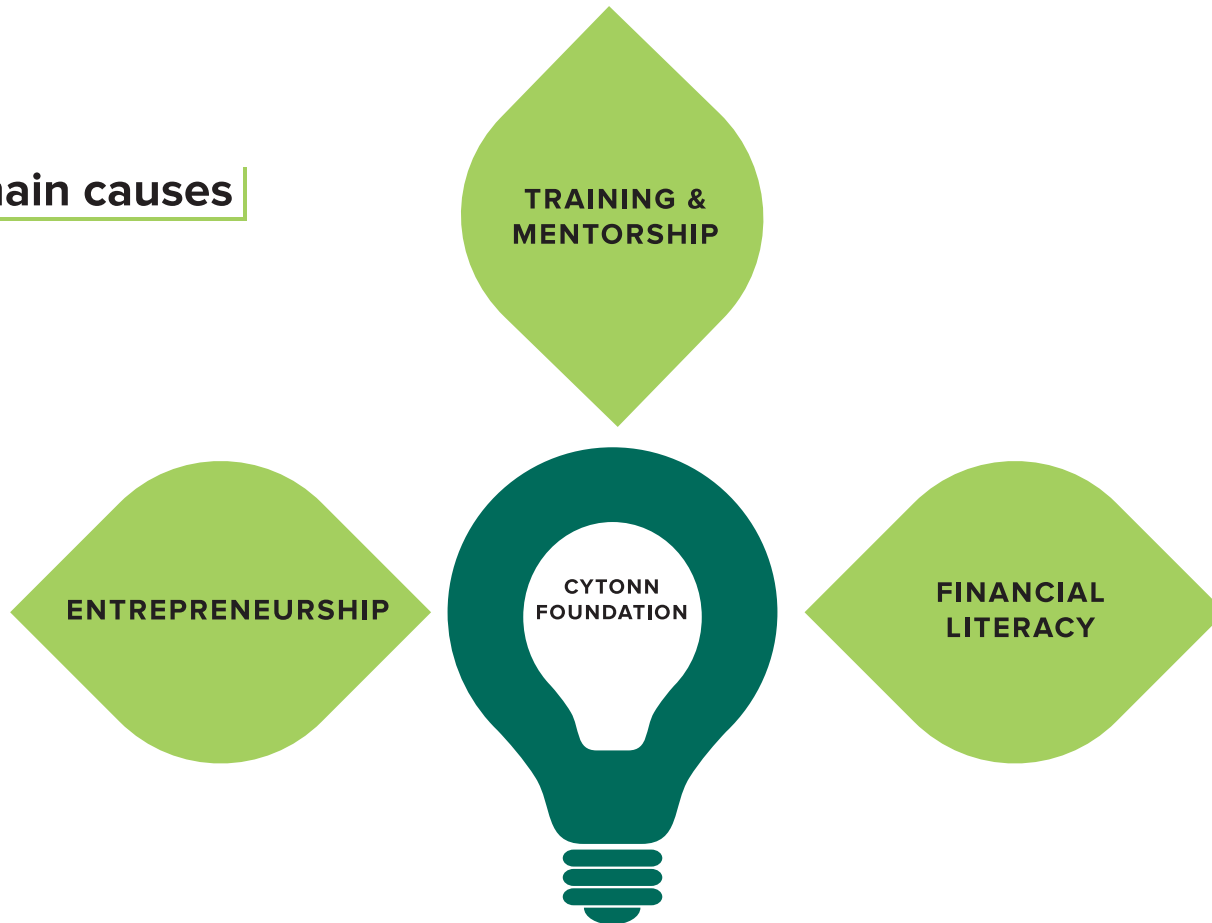 ain causes
TRAINING &
MENTORSHIP
CYTONN
FOUNDATION
ENTREPRENEURSHIP
FINANCIAL
LITERACY